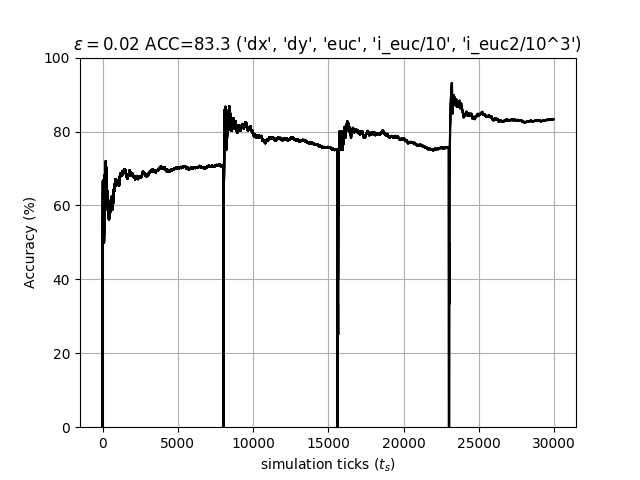 ε = 0.02 ACC=83.3 ('dx', 'dy', 'euc', 'i_euc/10', 'i_euc2/10^3')
100
80
60
40
20
0
Accuracy (%)
0 5000 10000 15000 20000 25000 30000
simulation ticks (t_s)